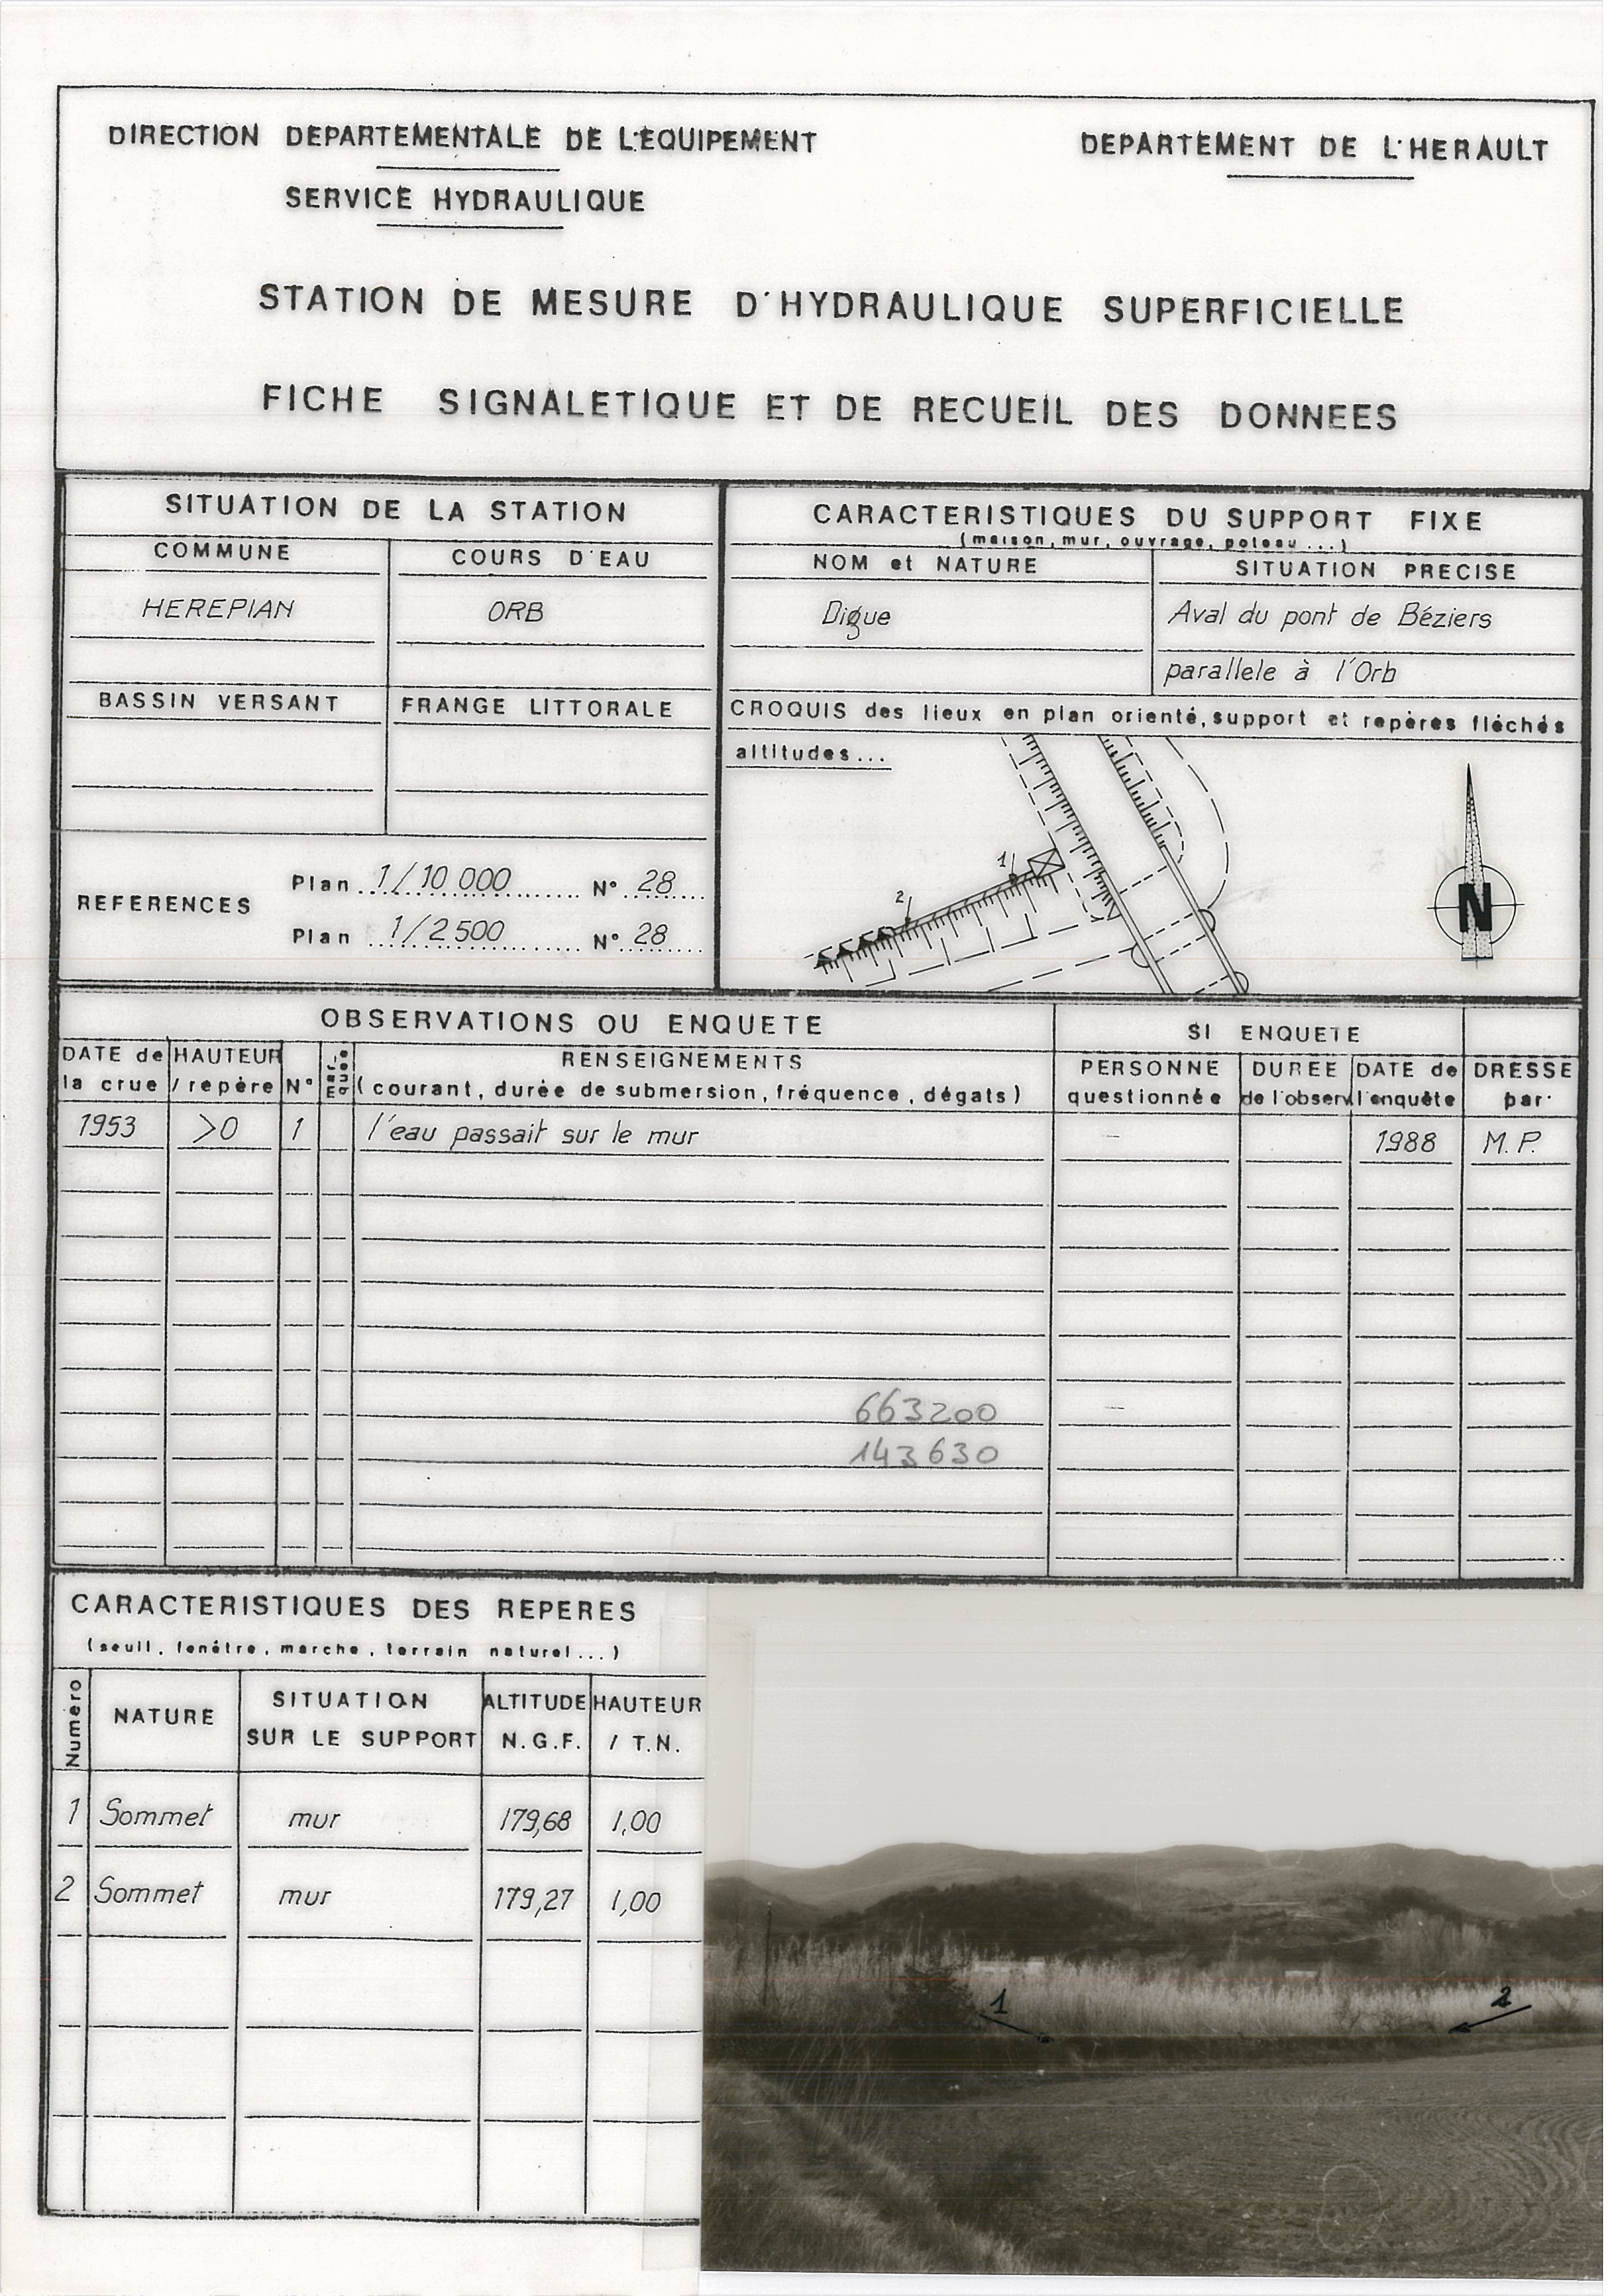 DIRECTION DEPARTEMENTALE DE L'EQUIPEMENT
DEPARTEMENT DE L'HERAULT
SERVICE HYDRAULIQUE
STATION DE MESURE D'HYDRAULIQUE SUPERFICIELLE
FICHE SIGNALETIQUE ET DE RECUEIL DES DONNEES
SITUATION DE LA STATION
COMMUNE
COURS D'EAU
HEREPIAN
ORB
BASSIN VERSANT
FRANGE LITTORALE
REFERENCES
Plan 1/10 000 N° 28
Plan 1/2 500 N° 28
CARACTERISTIQUES DU SUPPORT FIXE
(maison, mur, ouvrage, poteau...)
NOM et NATURE
SITUATION PRECISE
Digue
Aval du pont de Béziers
parallele à l'Orb
CROQUIS des lieux en plan orienté, support et repères fléchés
altitudes...
1
2
N
OBSERVATIONS OU ENQUETE
SI ENQUETE
DATE de la crue
HAUTEUR / repère
N°
mar-que
RENSEIGNEMENTS
(courant, durée de submersion, fréquence, dégats)
PERSONNE questionnée
DUREE de l'observ.
DATE de l'enquête
DRESSE par
1953 >0 1 l'eau passait sur le mur — 1988 M.P.
663200
143630
CARACTERISTIQUES DES REPERES
(seuil, fenêtre, marche, terrain naturel...)
Numero
NATURE
SITUATION SUR LE SUPPORT
ALTITUDE N.G.F.
HAUTEUR / T.N.
1 Sommet mur 179,68 1,00
2 Sommet mur 179,27 1,00
1
2